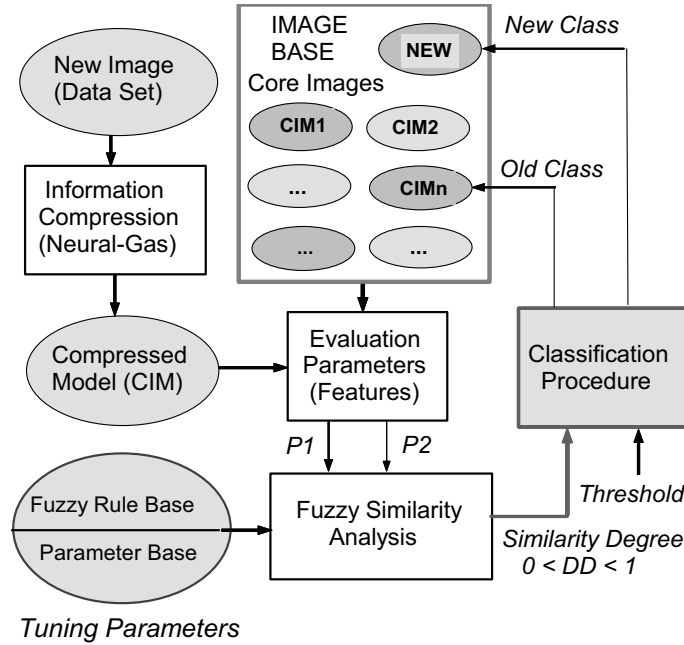 New Image
(Data Set)
Information
Compression
(Neural-Gas)
Compressed
Model (CIM)
IMAGE
BASE
NEW
Core Images
CIM1
CIM2
...
CIMn
...
...
New Class
Old Class
Evaluation
Parameters
(Features)
Classification
Procedure
P1
P2
Fuzzy Rule Base
Parameter Base
Fuzzy Similarity
Analysis
Threshold
Similarity Degree
0 < DD < 1
Tuning Parameters